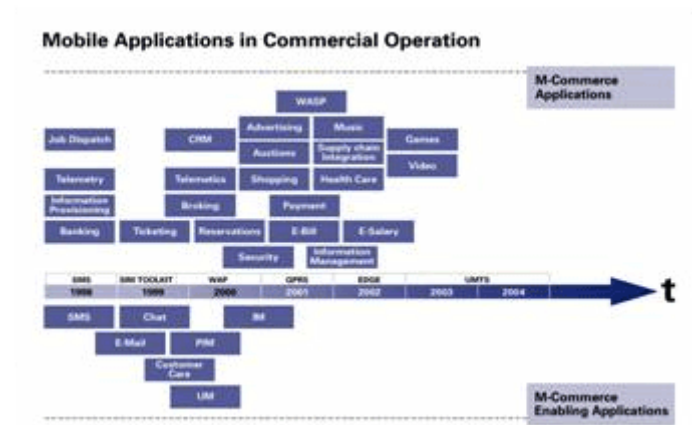 Mobile Applications in Commercial Operation
M-Commerce
Applications
WASP
Advertising
Music
Job Dispatch
CRM
Games
Auctions
Supply chain
Integration
Video
Telemetry
Telematics
Shopping
Health Care
Information
Provisioning
Broking
Payment
Banking
Ticketing
Reservations
E-Bill
E-Salary
Security
Information
Management
SMS
SIM TOOLKIT
WAP
GPRS
EDGE
UMTS
1998
1999
2000
2001
2002
2003
2004
t
SMS
Chat
IM
E-Mail
PIM
Customer
Care
UM
M-Commerce
Enabling Applications